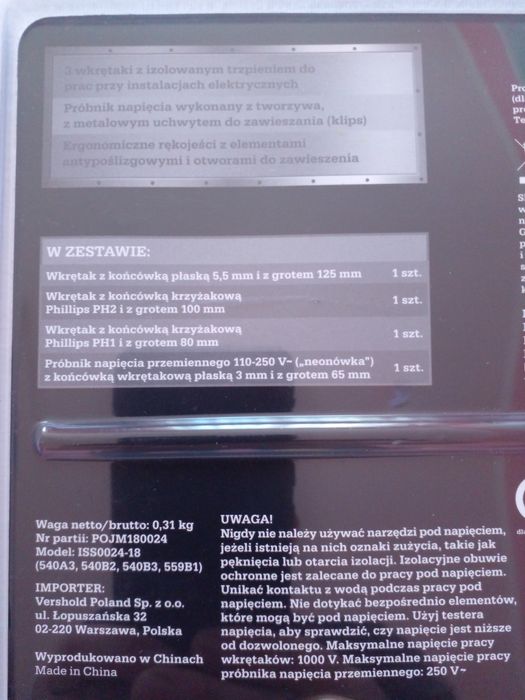 3 wkrętaki z izolowanym trzpieniem do
prac przy instalacjach elektrycznych
Próbnik napięcia wykonany z tworzywa,
z metalowym uchwytem do zawieszania (klips)
Ergonomiczne rękojeści z elementami
antypoślizgowymi i otworami do zawieszenia
W ZESTAWIE:
Wkrętak z końcówką płaską 5,5 mm i z grotem 125 mm 1 szt.
Wkrętak z końcówką krzyżakową
Phillips PH2 i z grotem 100 mm 1 szt.
Wkrętak z końcówką krzyżakową
Phillips PH1 i z grotem 80 mm 1 szt.
Próbnik napięcia przemiennego 110-250 V~ („neonówka")
z końcówką wkrętakową płaską 3 mm i z grotem 65 mm 1 szt.
Waga netto/brutto: 0,31 kg
Nr partii: POJM180024
Model: ISS0024-18
(540A3, 540B2, 540B3, 559B1)
IMPORTER:
Vershold Poland Sp. z o.o.
ul. Łopuszańska 32
02-220 Warszawa, Polska
Wyprodukowano w Chinach
Made in China
UWAGA!
Nigdy nie należy używać narzędzi pod napięciem,
jeżeli istnieją na nich oznaki zużycia, takie jak
pęknięcia lub otarcia izolacji. Izolacyjne obuwie
ochronne jest zalecane do pracy pod napięciem.
Unikać kontaktu z wodą podczas pracy pod
napięciem. Nie dotykać bezpośrednio elementów,
które mogą być pod napięciem. Użyj testera
napięcia, aby sprawdzić, czy napięcie jest niższe
od dozwolonego. Maksymalne napięcie pracy
wkrętaków: 1000 V. Maksymalne napięcie pracy
próbnika napięcia przemiennego: 250 V~